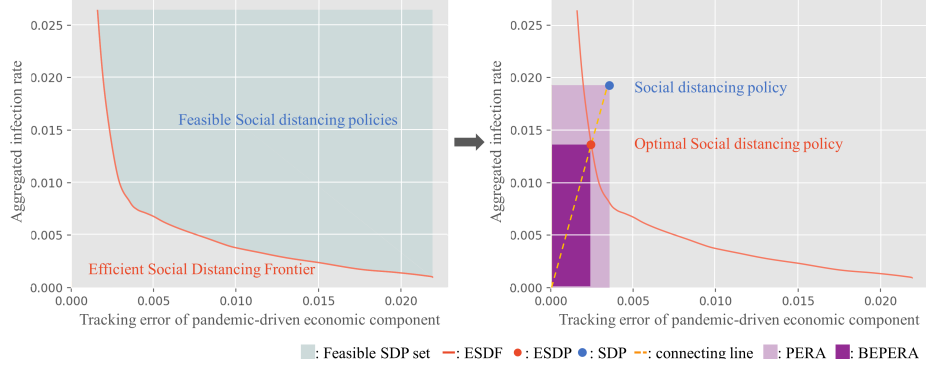 0.025
0.020
0.015
0.010
0.005
0.000
Aggregated infection rate
Feasible Social distancing policies
Efficient Social Distancing Frontier
0.000
0.005
0.010
0.015
0.020
Tracking error of pandemic-driven economic component
0.025
0.020
0.015
0.010
0.005
0.000
Aggregated infection rate
Social distancing policy
Optimal Social distancing policy
0.000
0.005
0.010
0.015
0.020
Tracking error of pandemic-driven economic component
: Feasible SDP set : ESDF : ESDP : SDP : connecting line : PERA : BEPERA